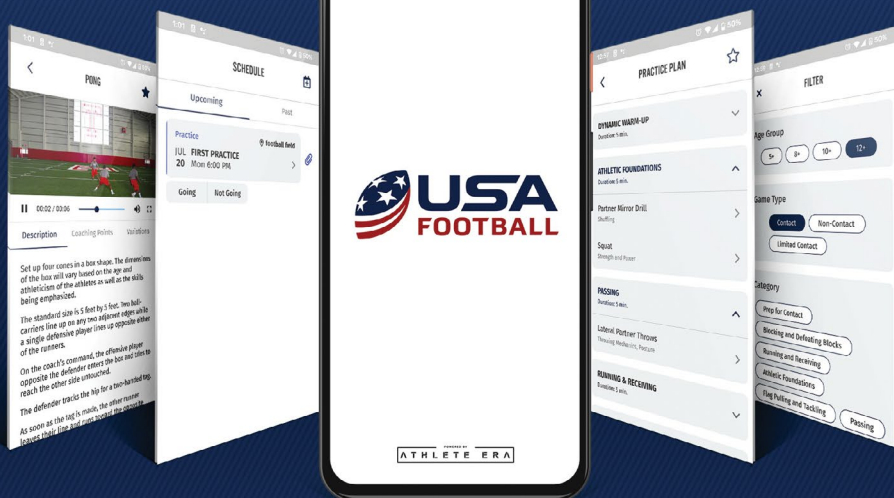 1:01
PONG
00:02 / 00:06
Description
Coaching Points
Variations
Set up four cones in a box shape. The dimensions
of the box will vary based on the age and
athleticism of the athletes as well as the skills
being emphasized.
The standard size is 5 feet by 5 feet. Two ball-
carriers line up on any two adjacent edges while
a single defensive player lines up opposite either
of the runners.
On the coach's command, the offensive player
opposite the defender enters the box and tries to
reach the other side untouched.
The defender tracks the hip for a two-handed tag.
As soon as the tag is made, the other runner
leaves their line and runs toward the opposite
1:01
SCHEDULE
Upcoming
Past
Practice
football field
JUL FIRST PRACTICE
20 Mon 6:00 PM
Going
Not Going
USA
FOOTBALL
POWERED BY
ATHLETE ERA
PRACTICE PLAN
DYNAMIC WARM-UP
Duration: 5 min.
ATHLETIC FOUNDATIONS
Duration: 5 min.
Partner Mirror Drill
Shuffling
Squat
Strength and Power
PASSING
Duration: 5 min.
Lateral Partner Throws
Throwing Mechanics, Posture
RUNNING & RECEIVING
Duration: 5 min.
FILTER
Age Group
5+
8+
10+
12+
Game Type
Contact
Non-Contact
Limited Contact
Category
Prep for Contact
Blocking and Defeating Blocks
Running and Receiving
Athletic Foundations
Flag Pulling and Tackling
Passing